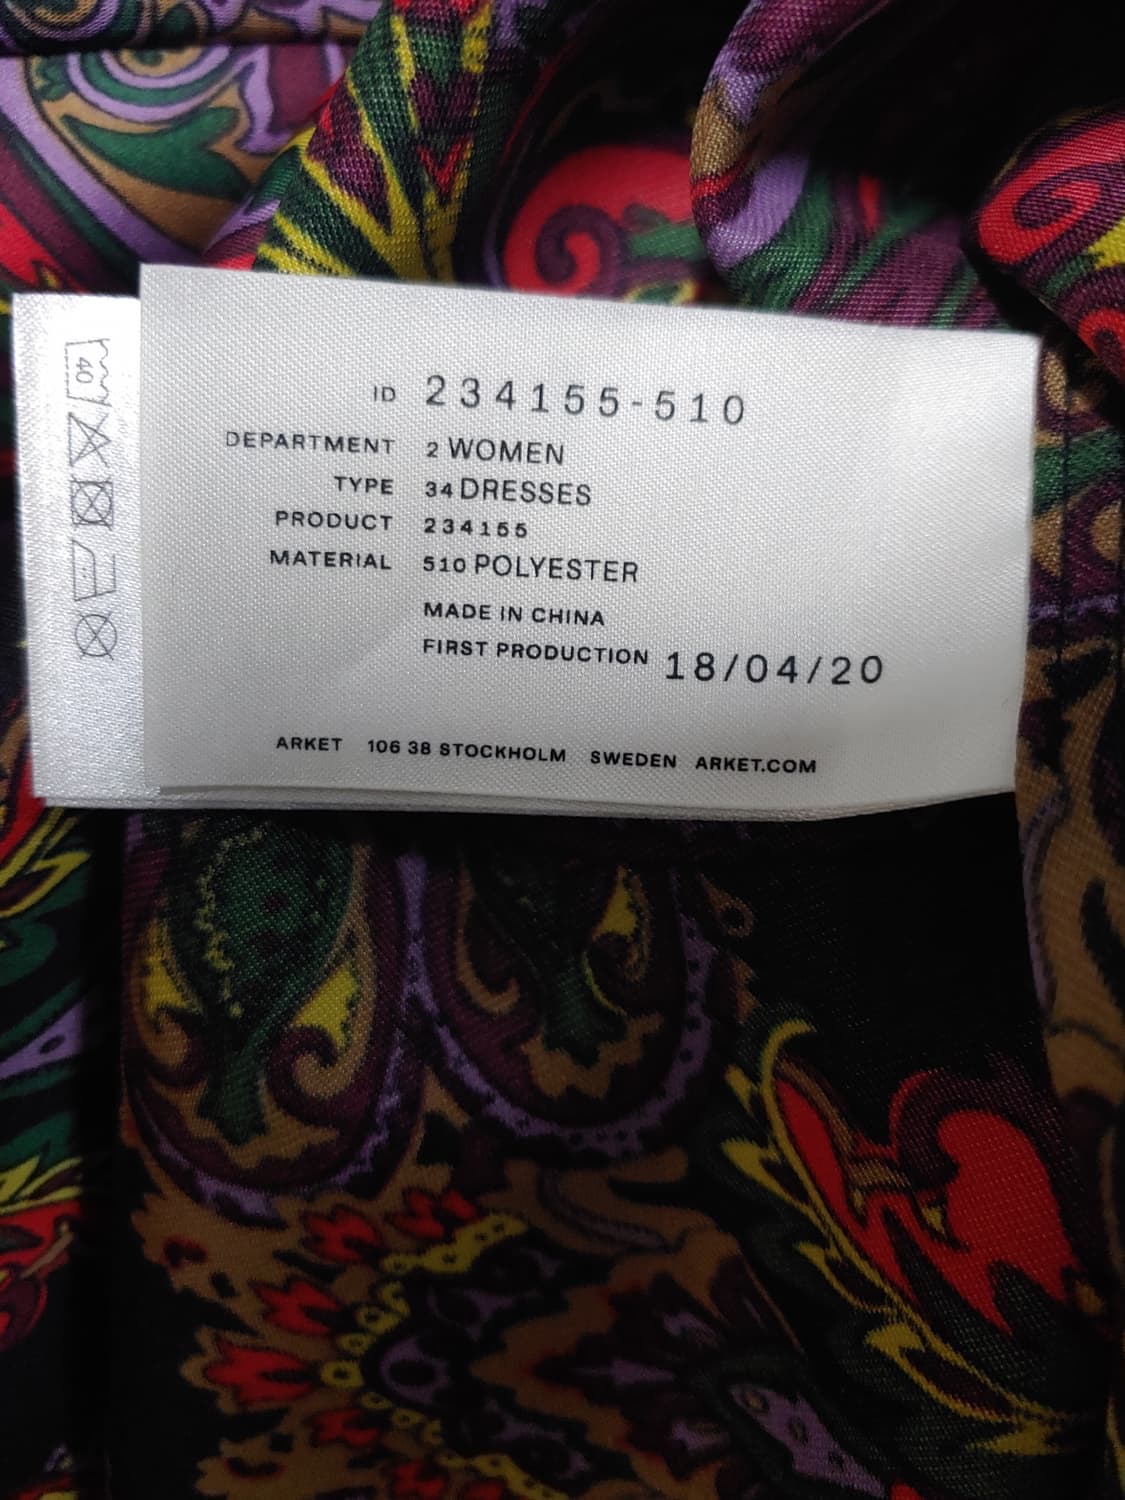 40
ID 234155-510
DEPARTMENT 2 WOMEN
TYPE 34 DRESSES
PRODUCT 234155
MATERIAL 510 POLYESTER
MADE IN CHINA
FIRST PRODUCTION 18/04/20
ARKET 106 38 STOCKHOLM SWEDEN ARKET.COM